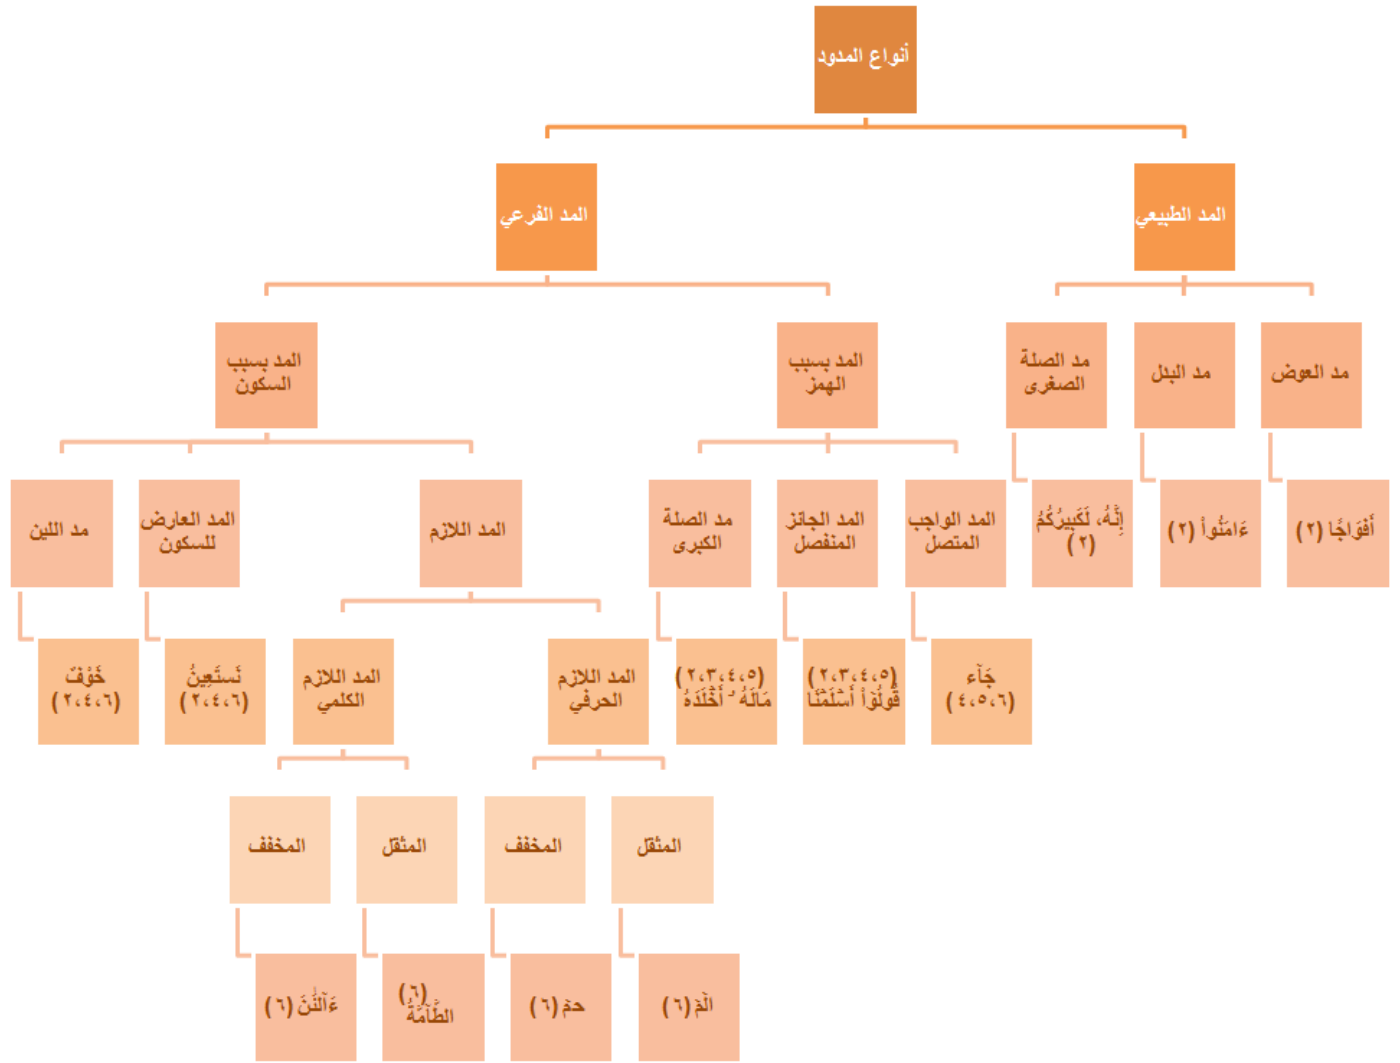 أنواع المدود
المد الطبيعي
المد الفرعي
مد العوض
مد البدل
مد الصلة
الصغرى
المد بسبب
الهمز
المد بسبب
السكون
أَفْوَاجًا (٢)
ءَامَنُواْ (٢)
إِنَّهُۥ لَكَبِيرُكُمُ
(٢)
المد الواجب
المتصل
المد الجائز
المنفصل
مد الصلة
الكبرى
المد اللازم
المد العارض
للسكون
مد اللين
جَآء
(٤،٥،٦)
(٢،٣،٤،٥)
قُولُوٓاْ أَسْلَمْنَا
(٢،٣،٤،٥)
مَالَهُۥٓ أَخْلَدَهُ
المد اللازم
الحرفي
المد اللازم
الكلمي
نَستَعِينُ
(٢،٤،٦)
خَوْفٌ
(٢،٤،٦)
المثقل
المخفف
المثقل
المخفف
الٓمٓ (٦)
حمٓ (٦)
(٦)
الطَّآمَّةُ
ءَآلۡـَٰٔنَ (٦)